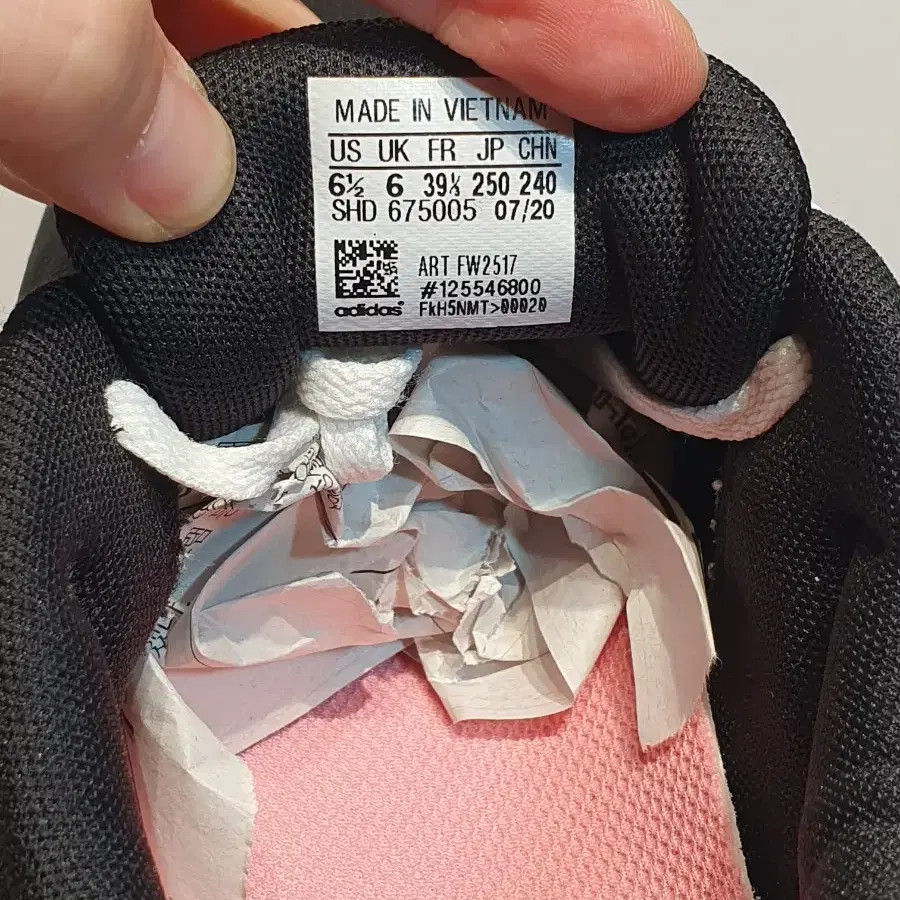 MADE IN VIETNAM
US UK FR JP CHN
6½ 6 39⅓ 250 240
SHD 675005 07/20
ART FW2517
#125546800
adidas FkH5NMT>00020